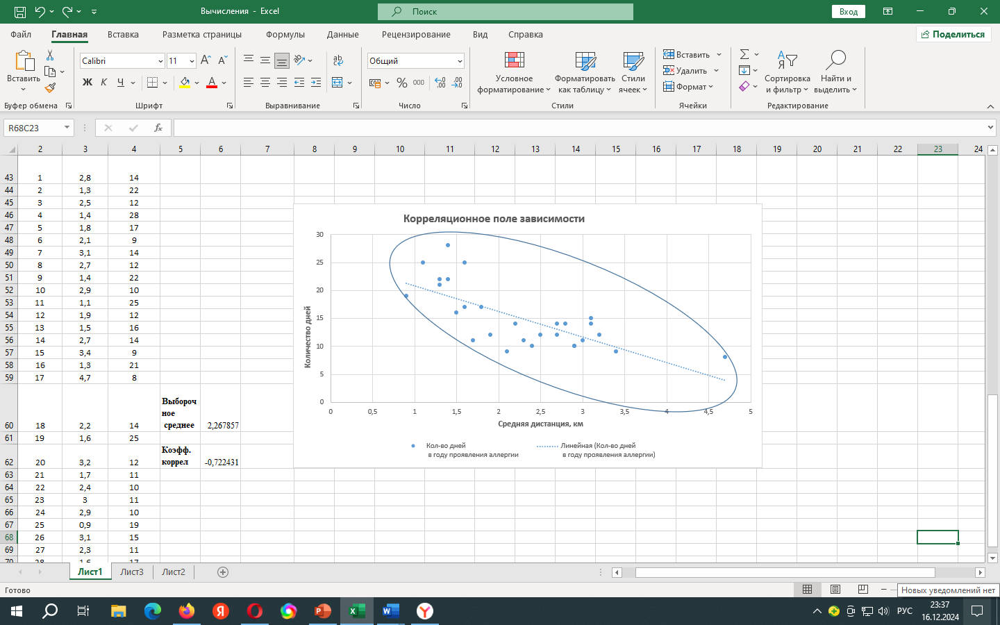 Вычисления - Excel
Поиск
Вход
Файл Главная Вставка Разметка страницы Формулы Данные Рецензирование Вид Справка Поделиться
Вставить
Буфер обмена
Calibri 11
Ж К Ч
Шрифт
Выравнивание
Общий
% 000
Число
Условное форматирование
Форматировать как таблицу
Стили ячеек
Стили
Вставить
Удалить
Формат
Ячейки
Сортировка и фильтр
Найти и выделить
Редактирование
R68C23
2 3 4 5 6 7 8 9 10 11 12 13 14 15 16 17 18 19 20 21 22 23 24
43 1 2,8 14
44 2 1,3 22
45 3 2,5 12
46 4 1,4 28
47 5 1,8 17
48 6 2,1 9
49 7 3,1 14
50 8 2,7 12
51 9 1,4 22
52 10 2,9 10
53 11 1,1 25
54 12 1,9 12
55 13 1,5 16
56 14 2,7 14
57 15 3,4 9
58 16 1,3 21
59 17 4,7 8
60 18 2,2 14 Выбороч ное среднее 2,267857
61 19 1,6 25
62 20 3,2 12 Коэфф. коррел -0,722431
63 21 1,7 11
64 22 2,4 10
65 23 3 11
66 24 2,9 10
67 25 0,9 19
68 26 3,1 15
69 27 2,3 11
70 28 1,6 17
Корреляционное поле зависимости
30
25
20
15
10
5
0
Количество дней
0 0,5 1 1,5 2 2,5 3 3,5 4 4,5 5
Средняя дистанция, км
Кол-во дней
в году проявления аллергии
Линейная (Кол-во дней
в году проявления аллергии)
Лист1 Лист3 Лист2
Готово
Новых уведомлений нет
РУС
23:37
16.12.2024